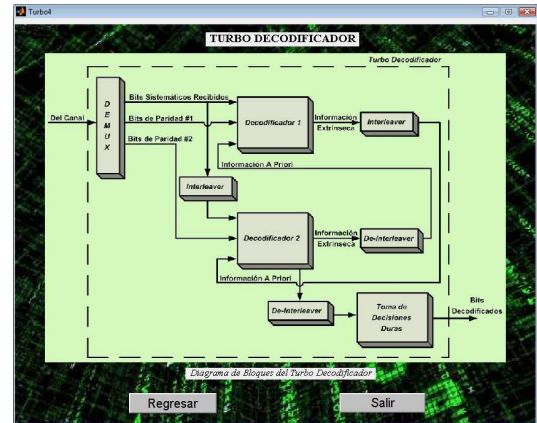 Turbo4
TURBO DECODIFICADOR
Turbo Decodificador
Del Canal
D
E
M
U
X
Bits Sistemáticos Recibidos
Bits de Paridad #1
Bits de Paridad #2
Decodificador 1
Información
Extrínseca
Interleaver
Información A Priori
Interleaver
Decodificador 2
Información
Extrínseca
De-Interleaver
Información A Priori
De-Interleaver
Toma de
Decisiones
Duras
Bits
Decodificados
Diagrama de Bloques del Turbo Decodificador
Regresar
Salir